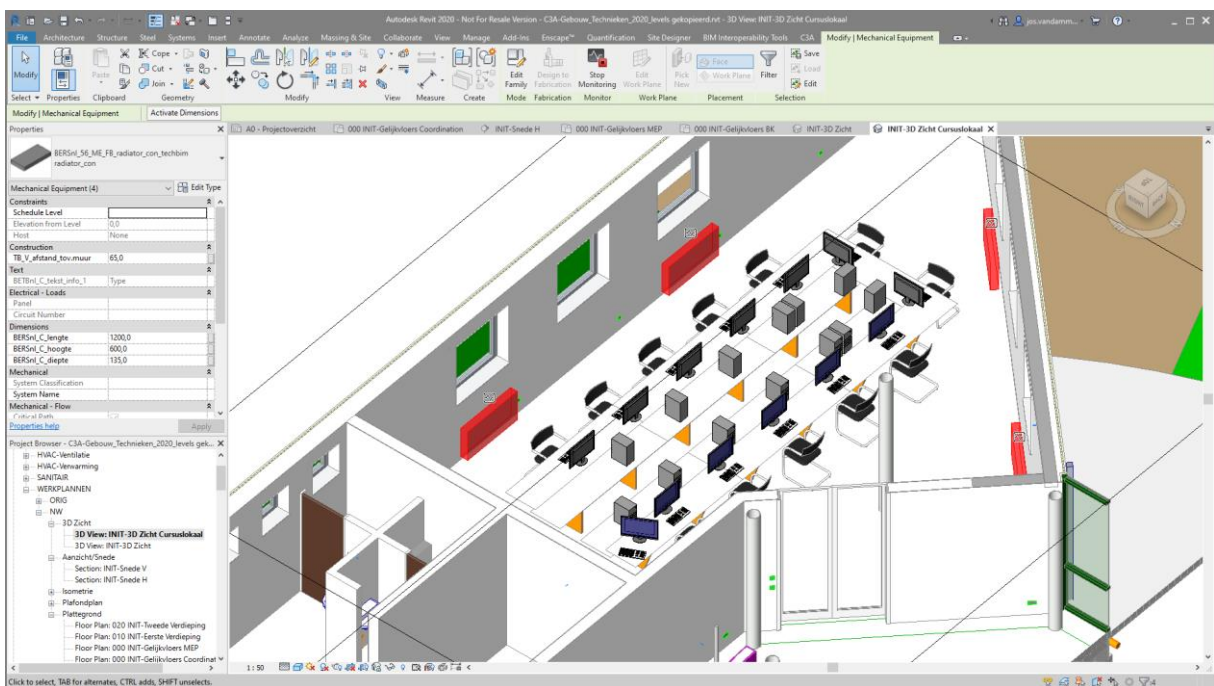 Autodesk Revit 2020 - Not For Resale Version - C3A-Gebouw_Technieken_2020_levels gekopieerd.rvt - 3D View: INIT-3D Zicht Cursuslokaal
jes.vandamm...
File Architecture Structure Steel Systems Insert Annotate Analyze Massing & Site Collaborate View Manage Add-Ins Enscape™ Quantification Site Designer BIM Interoperability Tools C3A Modify | Mechanical Equipment
Cope
Cut
Join
Face
Work Plane
Save
Load
Edit
Modify
Paste
Edit Family
Design to Fabrication
Stop Monitoring
Edit Work Plane
Pick New
Filter
Select Properties Clipboard Geometry Modify View Measure Create Mode Fabrication Monitor Work Plane Placement Selection
Modify | Mechanical Equipment Activate Dimensions
Properties X
A0 - Projectoverzicht 000 INIT-Gelijkvloers Coordination INIT-Snede H 000 INIT-Gelijkvloers MEP 000 INIT-Gelijkvloers BK INIT-3D Zicht INIT-3D Zicht Cursuslokaal X
BERSnl_56_ME_FB_radiator_con_techbim
radiator_con
Mechanical Equipment (4) Edit Type
Constraints
Schedule Level
Elevation from Level 0,0
Host None
Construction
TB_V_afstand_tov.muur 65,0
Text
BETBnl_C_tekst_info_1 Type
Electrical - Loads
Panel
Circuit Number
Dimensions
BERSnl_C_lengte 1200,0
BERSnl_C_hoogte 600,0
BERSnl_C_diepte 135,0
Mechanical
System Classification
System Name
Mechanical - Flow
Critical Path
Properties help Apply
Project Browser - C3A-Gebouw_Technieken_2020_levels gek... X
HVAC-Ventilatie
HVAC-Verwarming
SANITAIR
WERKPLANNEN
ORIG
NW
3D Zicht
3D View: INIT-3D Zicht Cursuslokaal
3D View: INIT-3D Zicht
Aanzicht/Snede
Section: INIT-Snede V
Section: INIT-Snede H
Isometrie
Plafondplan
Plattegrond
Floor Plan: 020 INIT-Tweede Verdieping
Floor Plan: 010 INIT-Eerste Verdieping
Floor Plan: 000 INIT-Gelijkvloers MEP
Floor Plan: 000 INIT-Gelijkvloers Coordinat
1 : 50
Click to select, TAB for alternates, CTRL adds, SHIFT unselects.
:4